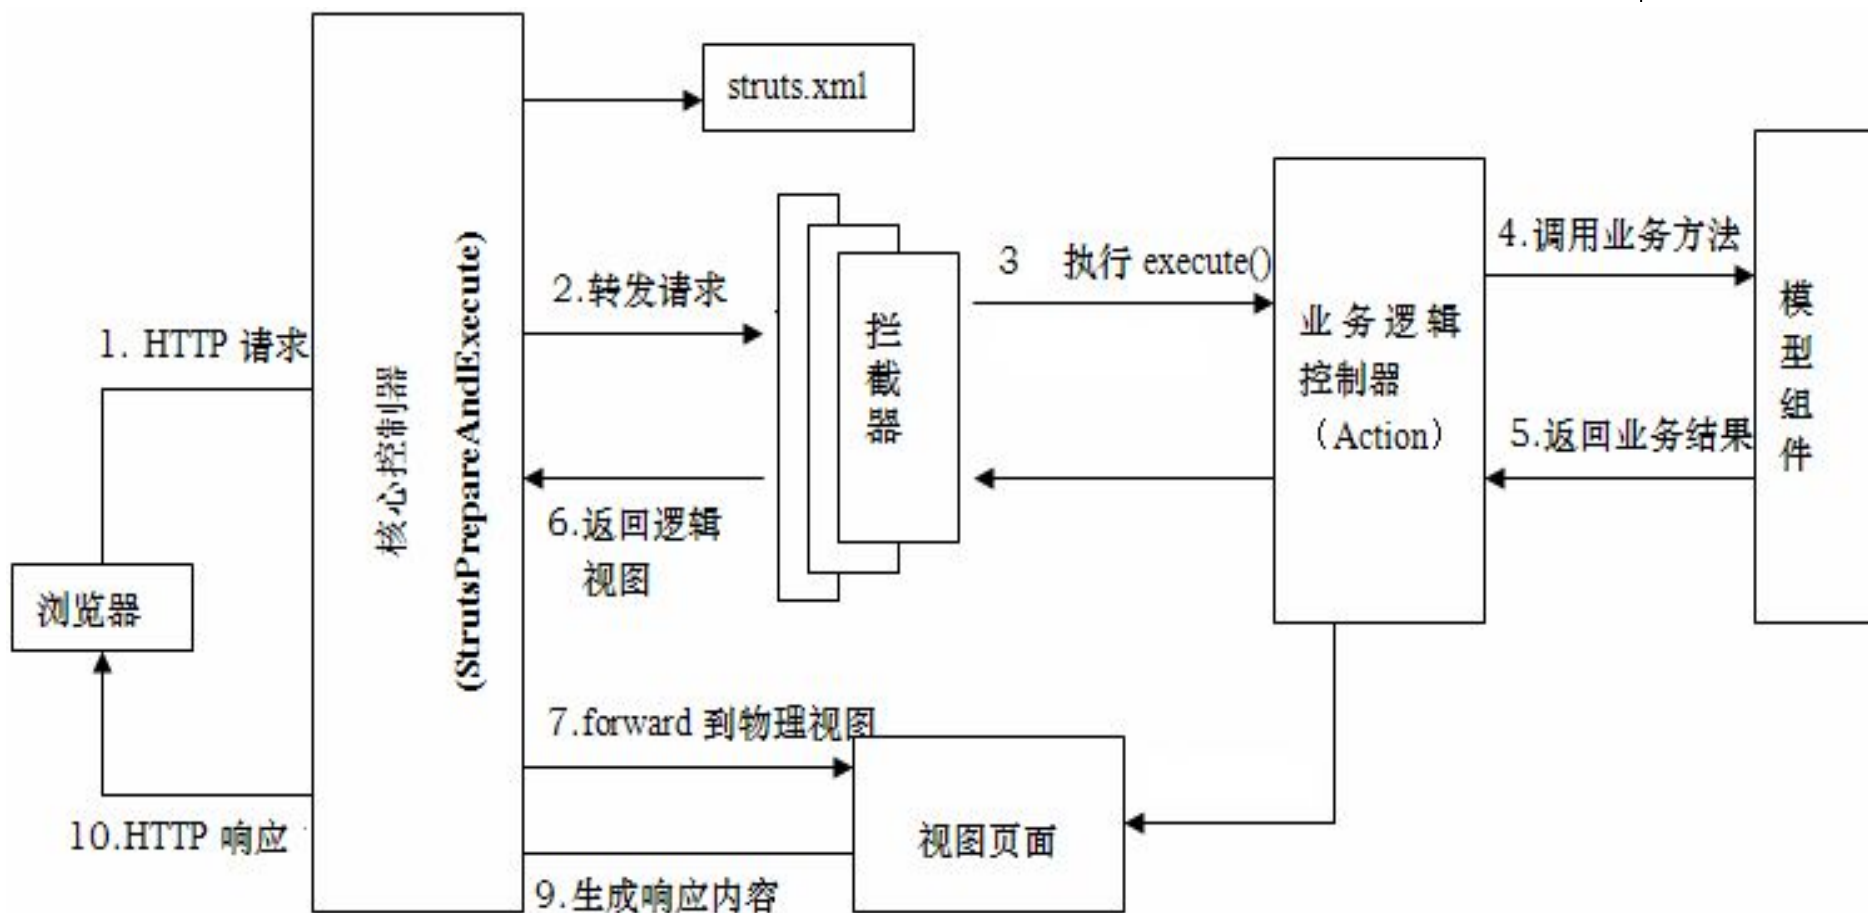 struts.xml
4.调用业务方法
3 执行 execute()
2.转发请求
1. HTTP 请求
核心控制器
(StrutsPrepareAndExecute)
拦截器
业务逻辑
控制器
（Action）
模型组件
5.返回业务结果
6.返回逻辑
视图
浏览器
7.forward 到物理视图
10.HTTP 响应
视图页面
9.生成响应内容